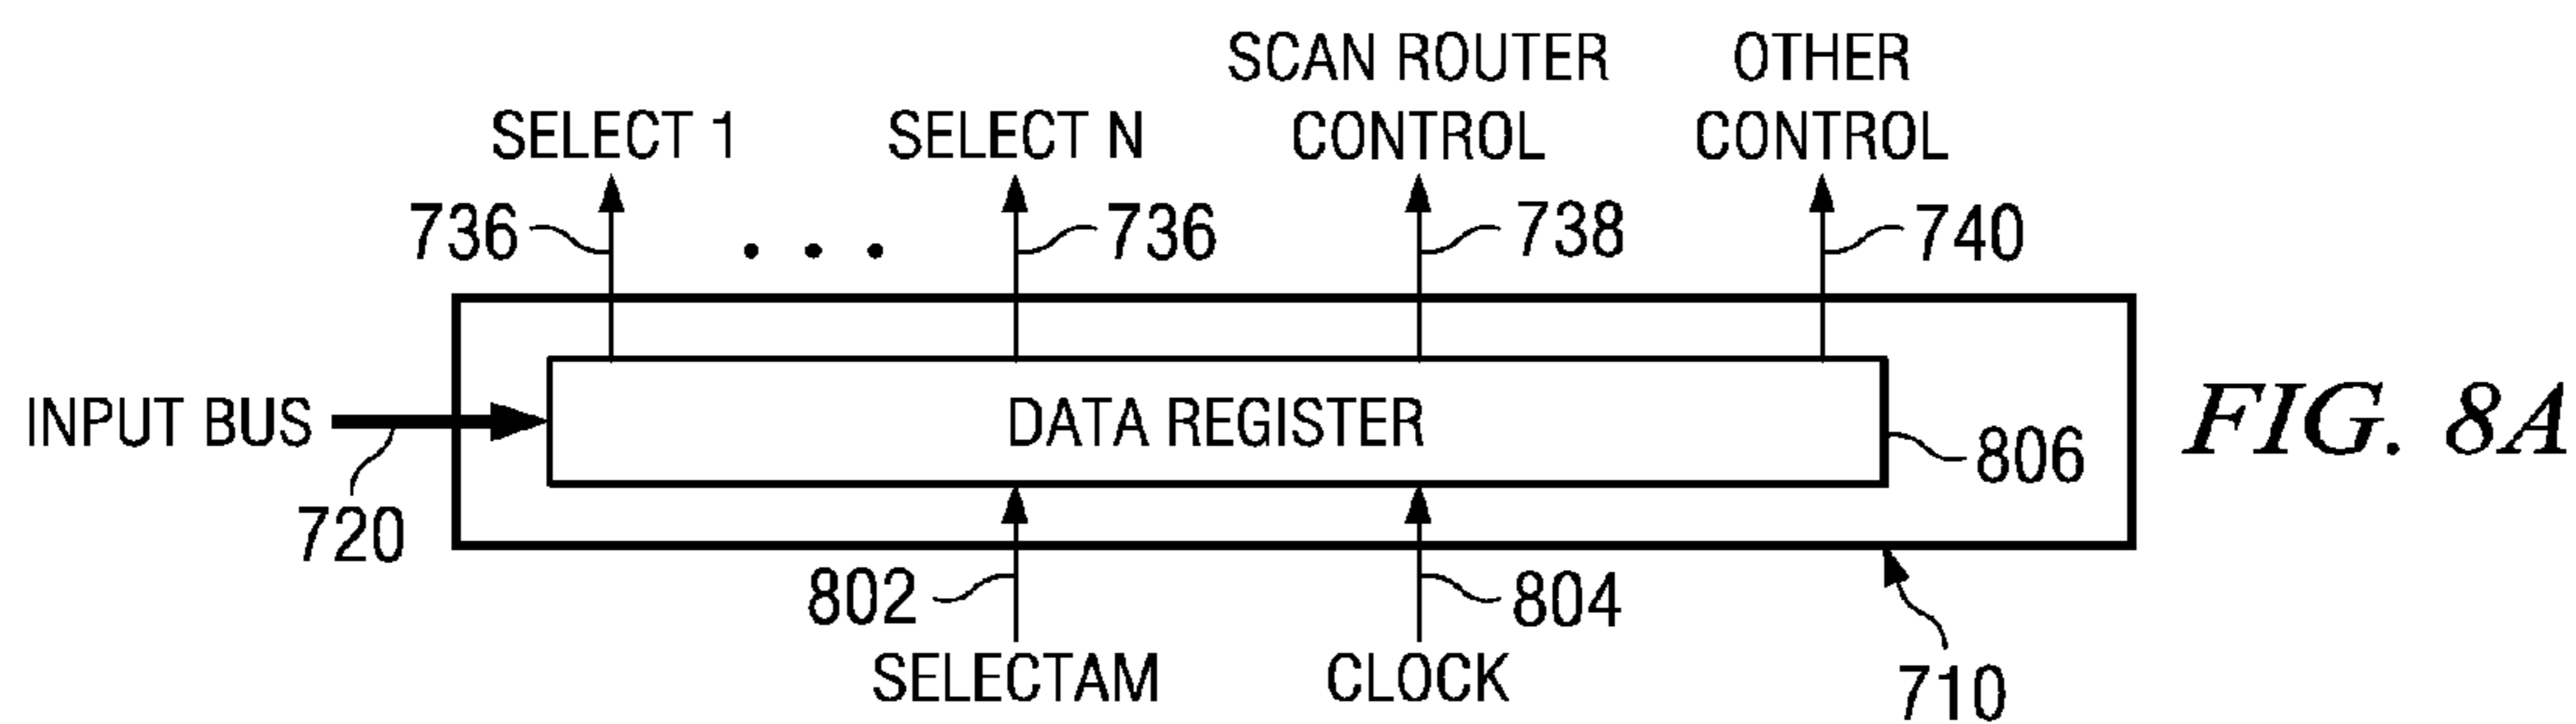 SCAN ROUTER
CONTROL
OTHER
CONTROL
SELECT 1
SELECT N
736
. . .
736
738
740
INPUT BUS
DATA REGISTER
FIG. 8A
806
720
802
804
SELECTAM
CLOCK
710